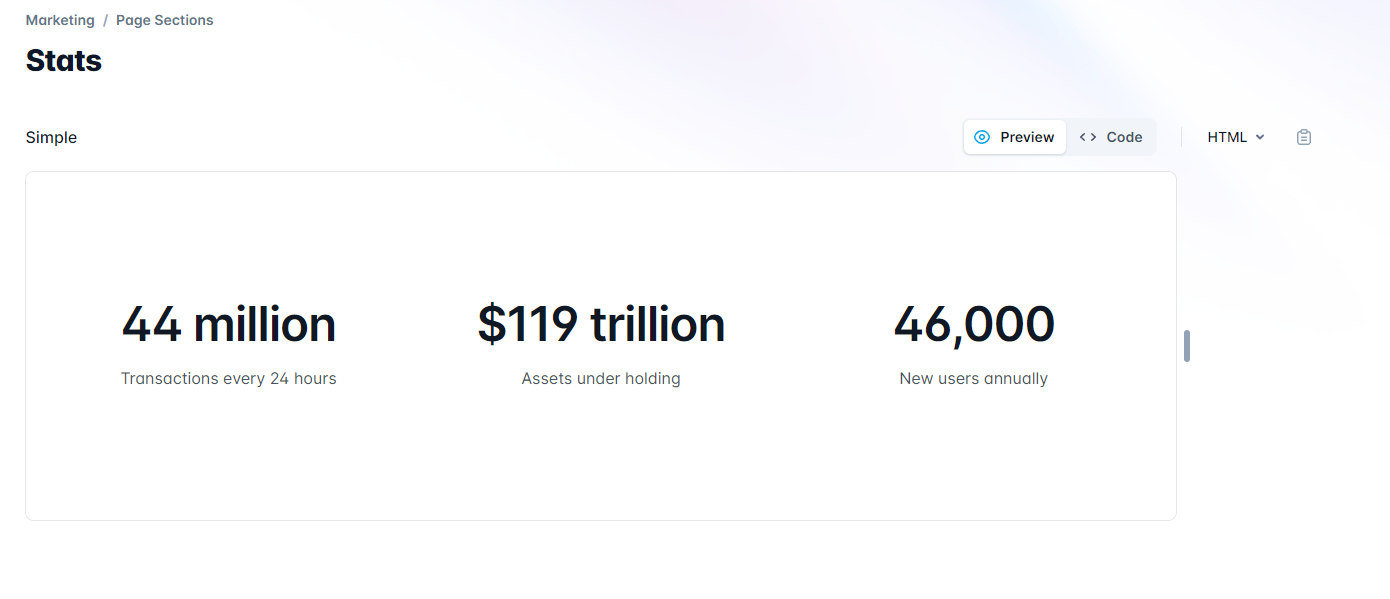 Marketing / Page Sections
Stats
Simple
Preview
Code
HTML
44 million
$119 trillion
46,000
Transactions every 24 hours
Assets under holding
New users annually